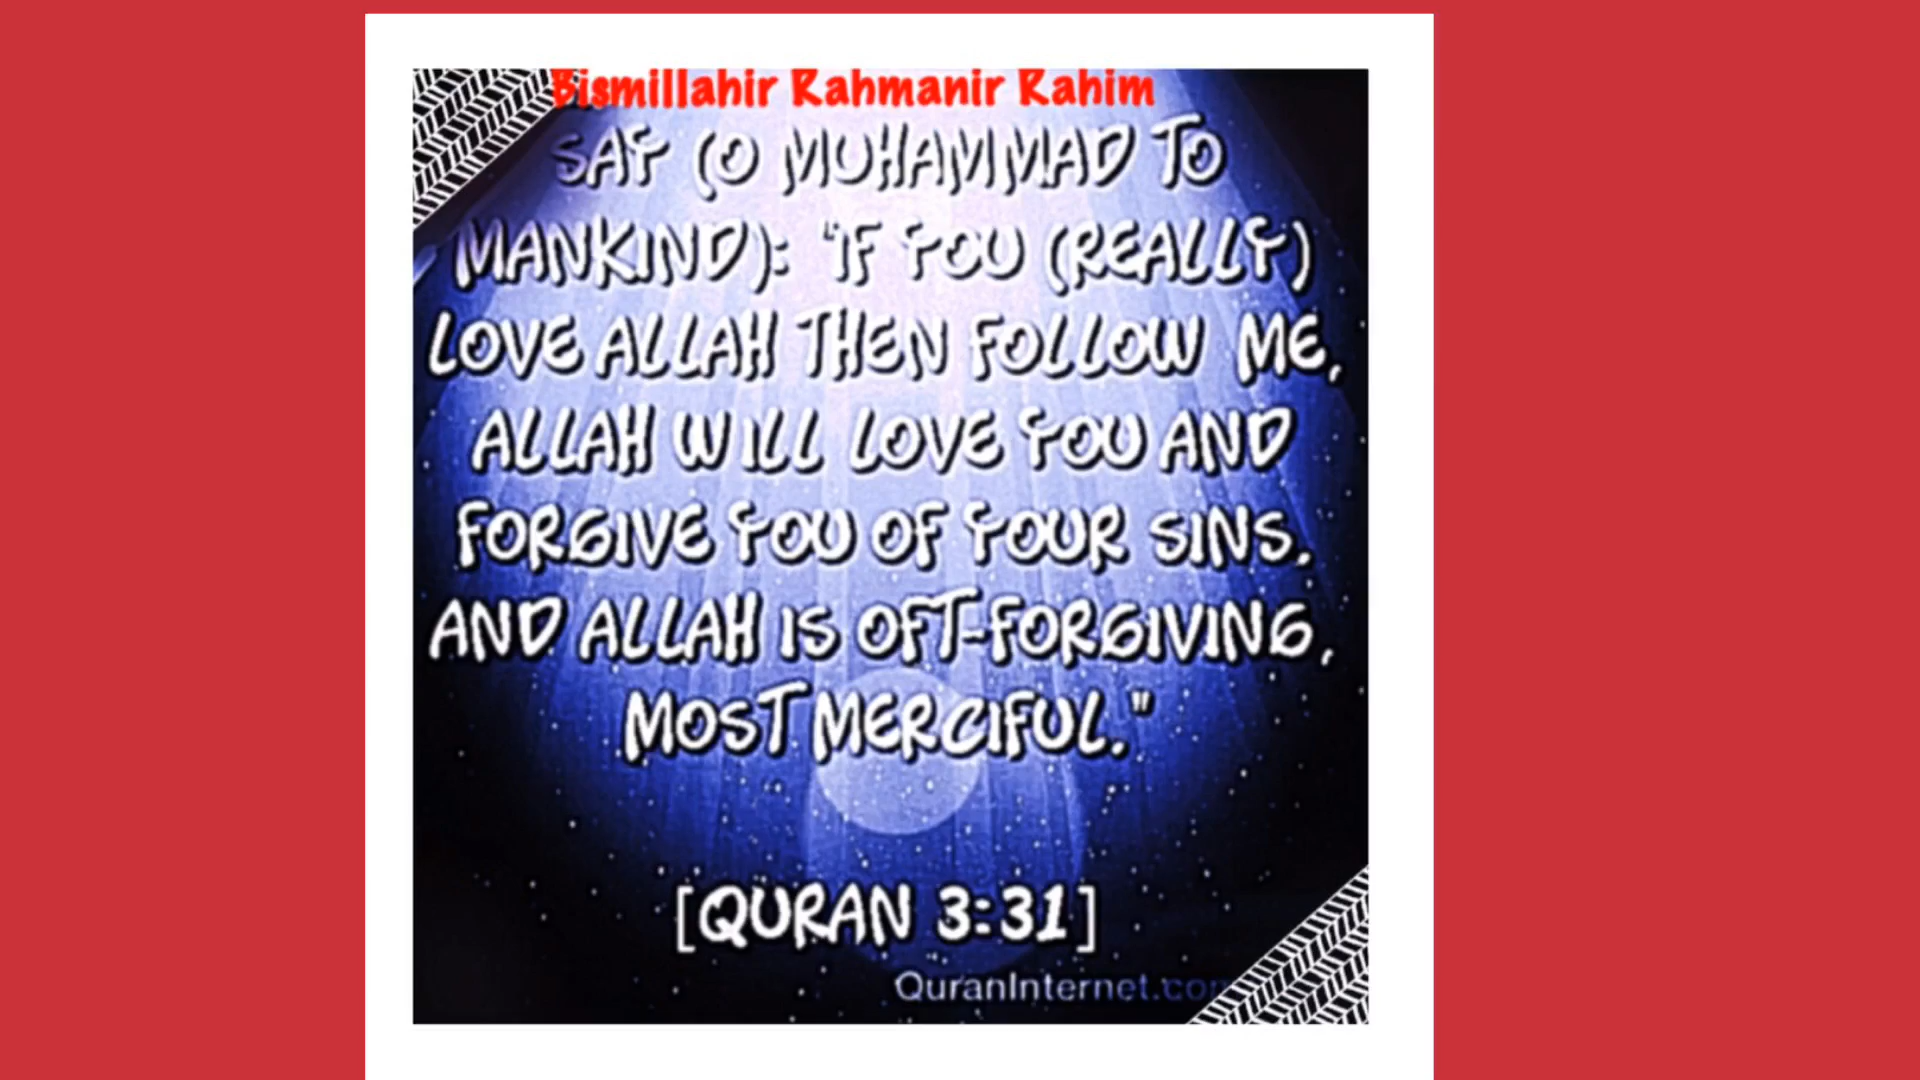 Bismillahir Rahmanir Rahim
SAY (O MUHAMMAD TO
MANKIND): "IF YOU (REALLY)
LOVE ALLAH THEN FOLLOW ME,
ALLAH WILL LOVE YOU AND
FORGIVE YOU OF YOUR SINS.
AND ALLAH IS OFT-FORGIVING,
MOST MERCIFUL."
[QURAN 3:31]
QuranInternet.com